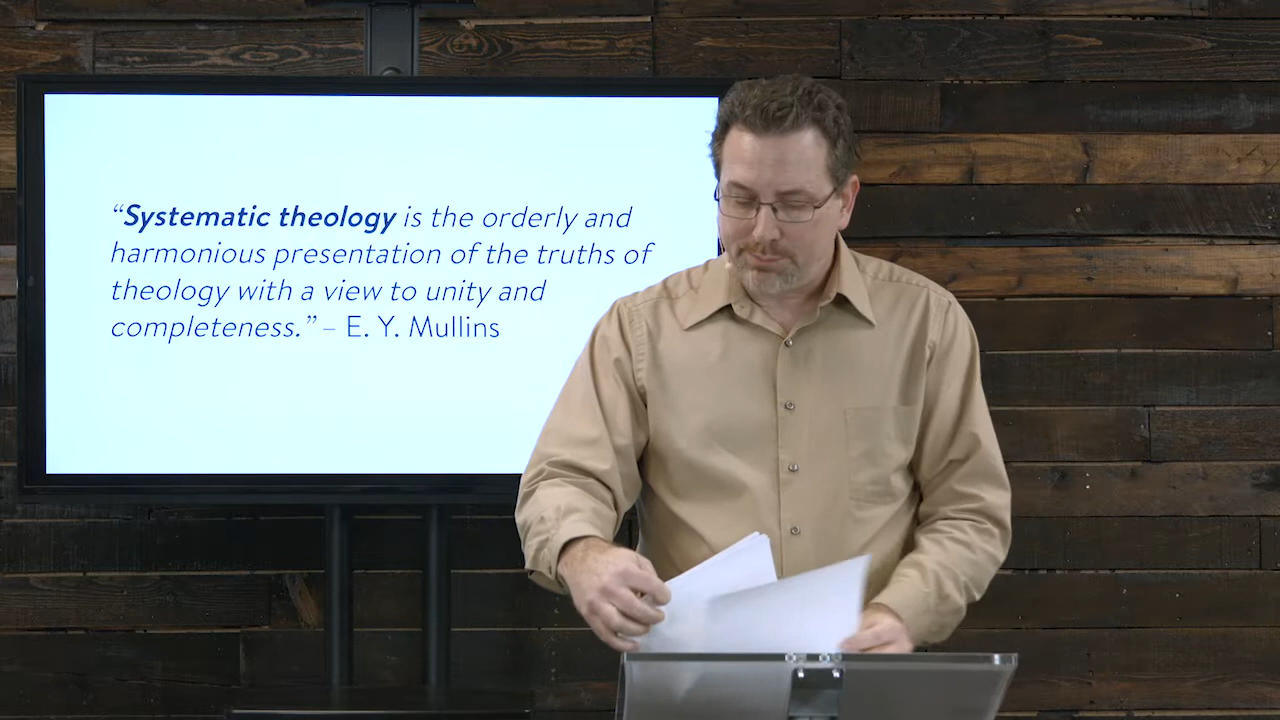 “Systematic theology is the orderly and
harmonious presentation of the truths of
theology with a view to unity and
completeness.” – E. Y. Mullins